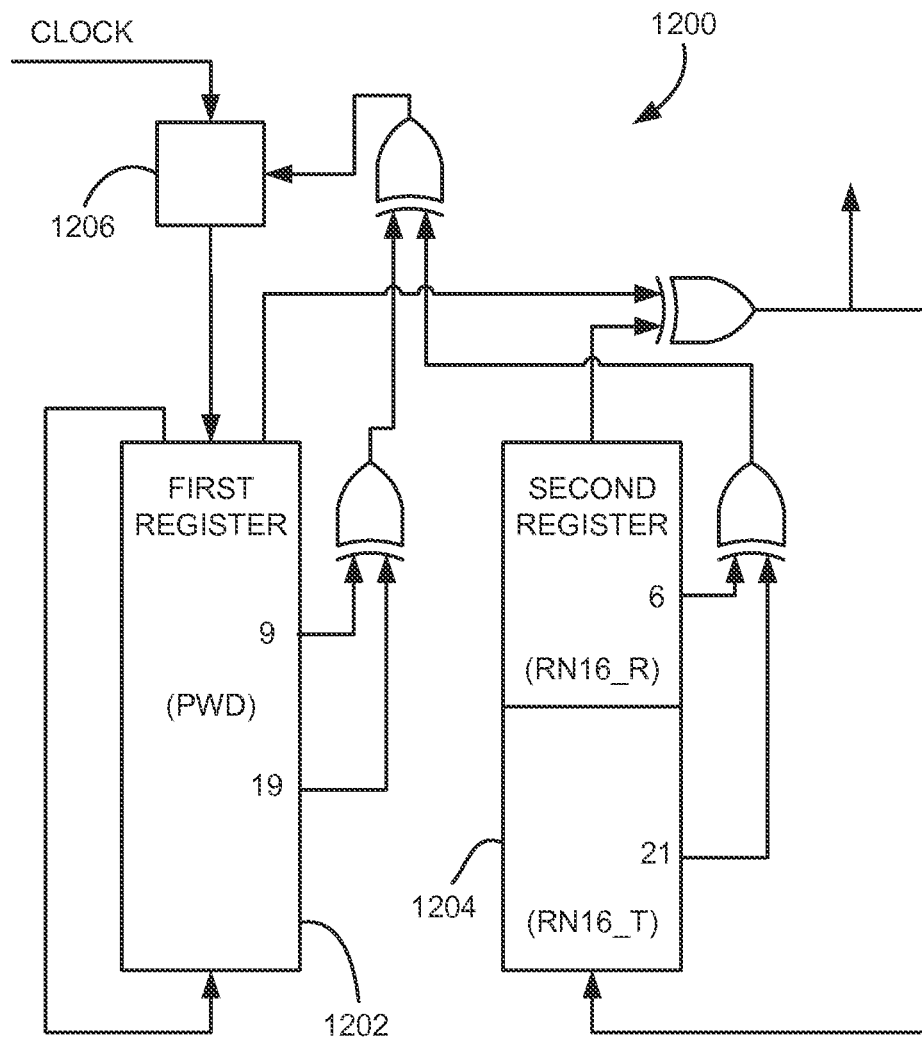 CLOCK
1200
1206
FIRST
REGISTER
9
(PWD)
19
1202
SECOND
REGISTER
6
(RN16_R)
21
1204
(RN16_T)